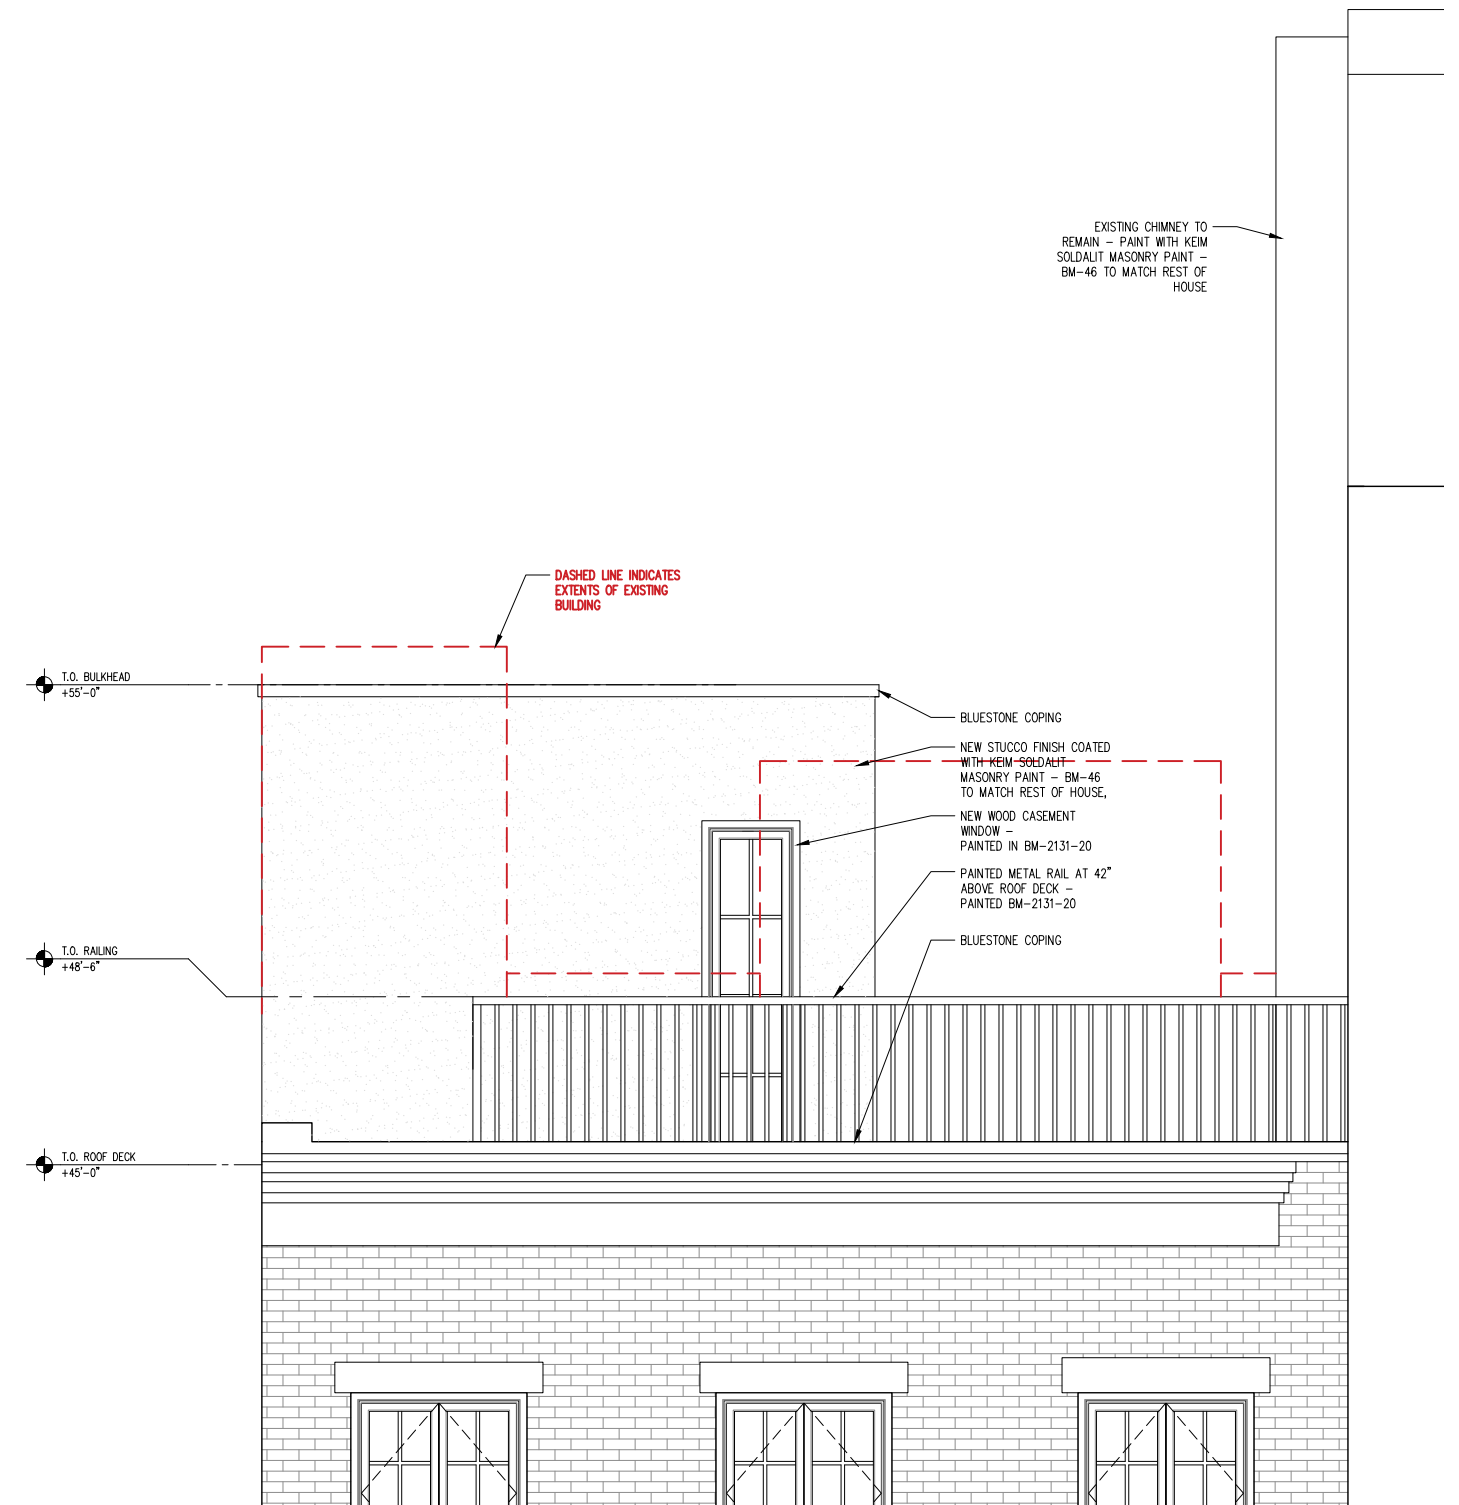 EXISTING CHIMNEY TO
REMAIN - PAINT WITH KEIM
SOLDALIT MASONRY PAINT -
BM-46 TO MATCH REST OF
HOUSE
DASHED LINE INDICATES
EXTENTS OF EXISTING
BUILDING
T.O. BULKHEAD
+55'-0"
BLUESTONE COPING
NEW STUCCO FINISH COATED
WITH KEIM SOLDALIT
MASONRY PAINT - BM-46
TO MATCH REST OF HOUSE,
NEW WOOD CASEMENT
WINDOW -
PAINTED IN BM-2131-20
PAINTED METAL RAIL AT 42"
ABOVE ROOF DECK -
PAINTED BM-2131-20
BLUESTONE COPING
T.O. RAILING
+48'-6"
T.O. ROOF DECK
+45'-0"